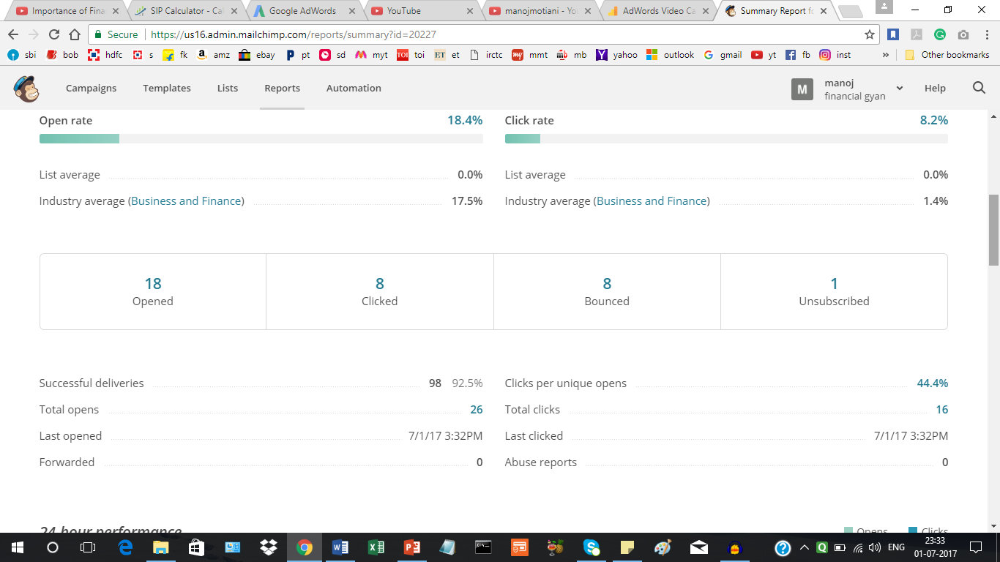 Importance of Finan
SIP Calculator - Cal
Google AdWords
YouTube
manojmotiani - Yo
AdWords Video Ca
Summary Report fo
Secure
https://us16.admin.mailchimp.com/reports/summary?id=20227
sbi bob hdfc s fk amz ebay pt sd myt TOI toi ET et irctc my mmt mb mb yahoo outlook gmail yt fb inst » Other bookmarks
Campaigns Templates Lists Reports Automation
M
manoj
financial gyan
Help
Open rate 18.4%
Click rate 8.2%
List average 0.0%
List average 0.0%
Industry average (Business and Finance) 17.5%
Industry average (Business and Finance) 1.4%
18
Opened
8
Clicked
8
Bounced
1
Unsubscribed
Successful deliveries 98 92.5%
Clicks per unique opens 44.4%
Total opens 26
Total clicks 16
Last opened 7/1/17 3:32PM
Last clicked 7/1/17 3:32PM
Forwarded 0
Abuse reports 0
24-hour performance
Opens Clicks
ENG
23:33
01-07-2017